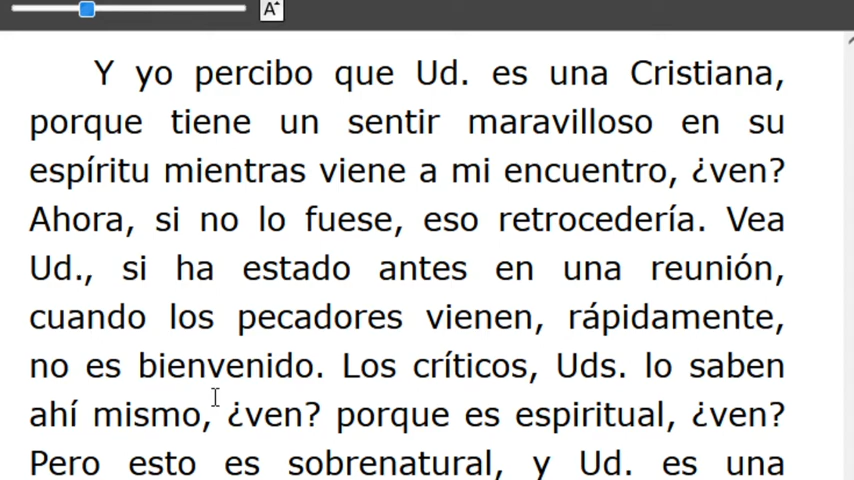 A
Y yo percibo que Ud. es una Cristiana,
porque tiene un sentir maravilloso en su
espíritu mientras viene a mi encuentro, ¿ven?
Ahora, si no lo fuese, eso retrocedería. Vea
Ud., si ha estado antes en una reunión,
cuando los pecadores vienen, rápidamente,
no es bienvenido. Los críticos, Uds. lo saben
ahí mismo, ¿ven? porque es espiritual, ¿ven?
Pero esto es sobrenatural, y Ud. es una